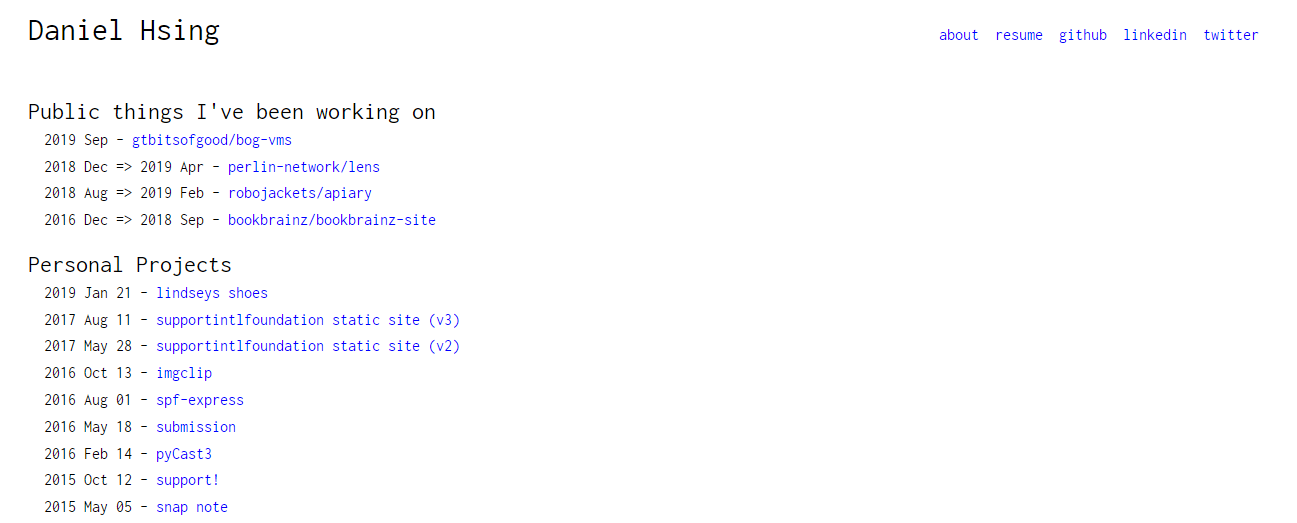 Daniel Hsing
about resume github linkedin twitter
Public things I've been working on
2019 Sep - gtbitsofgood/bog-vms
2018 Dec => 2019 Apr - perlin-network/lens
2018 Aug => 2019 Feb - robojackets/apiary
2016 Dec => 2018 Sep - bookbrainz/bookbrainz-site
Personal Projects
2019 Jan 21 - lindseys shoes
2017 Aug 11 - supportintlfoundation static site (v3)
2017 May 28 - supportintlfoundation static site (v2)
2016 Oct 13 - imgclip
2016 Aug 01 - spf-express
2016 May 18 - submission
2016 Feb 14 - pyCast3
2015 Oct 12 - support!
2015 May 05 - snap note